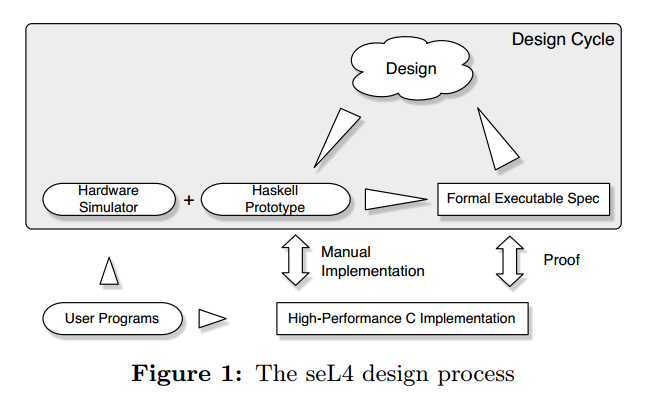 Design Cycle
Design
Hardware
Simulator
+
Haskell
Prototype
Formal Executable Spec
Manual
Implementation
Proof
User Programs
High-Performance C Implementation
Figure 1: The seL4 design process